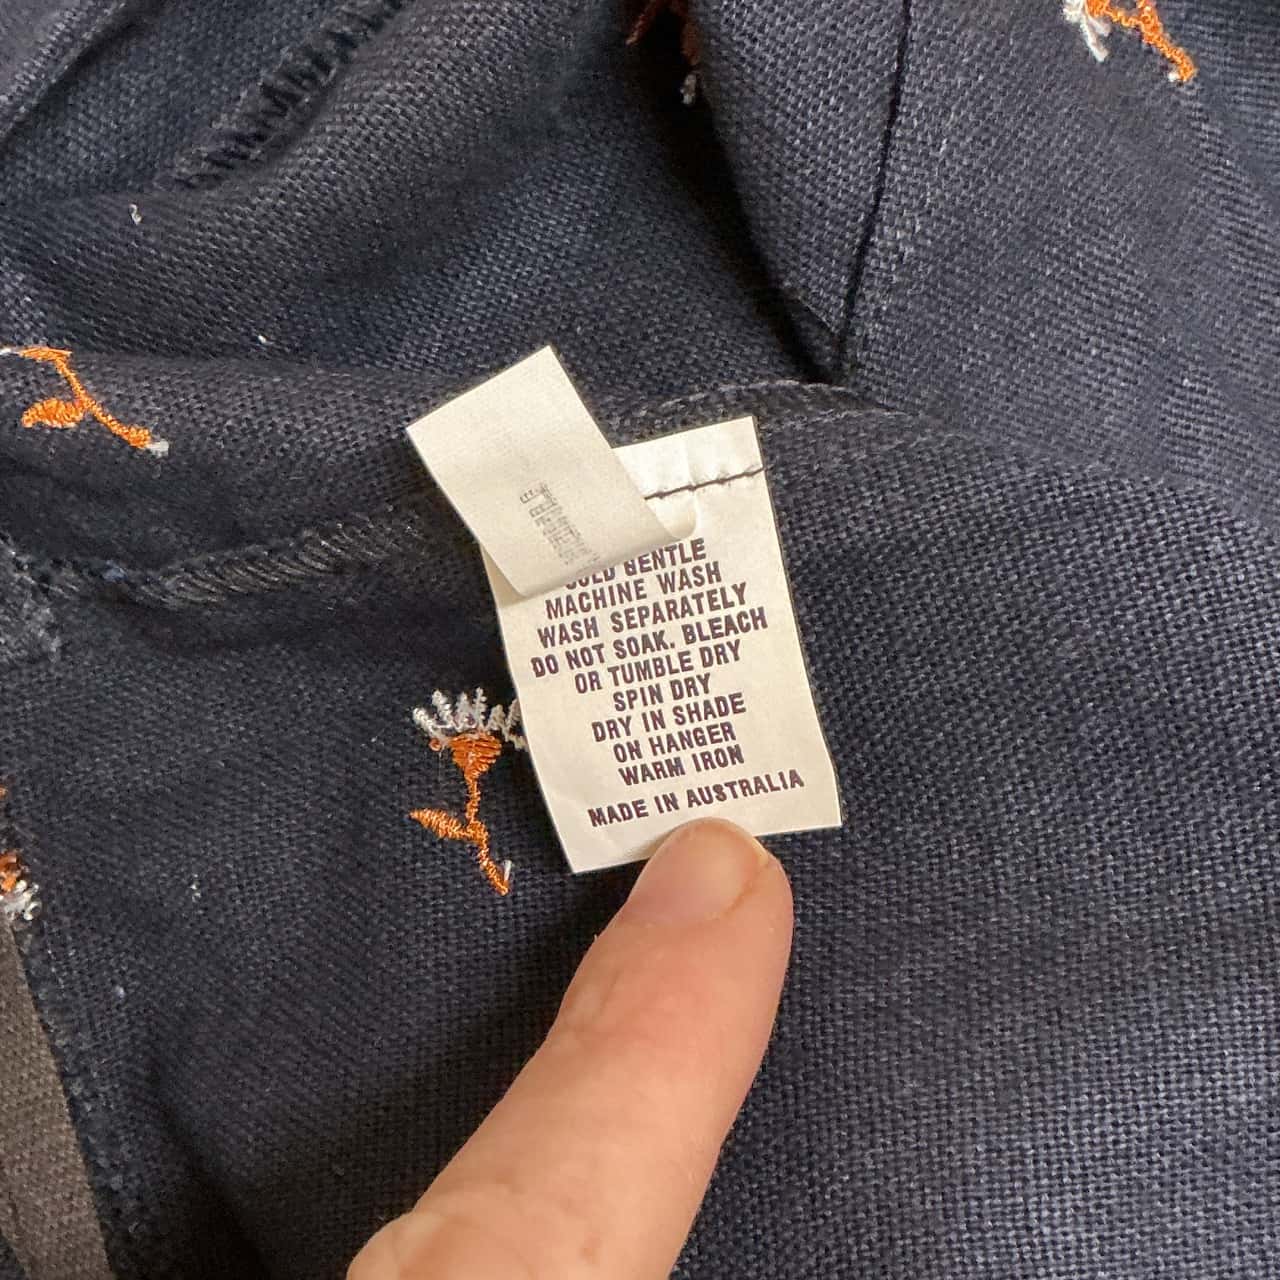 COLD GENTLE
MACHINE WASH
WASH SEPARATELY
DO NOT SOAK. BLEACH
OR TUMBLE DRY
SPIN DRY
DRY IN SHADE
ON HANGER
WARM IRON
MADE IN AUSTRALIA